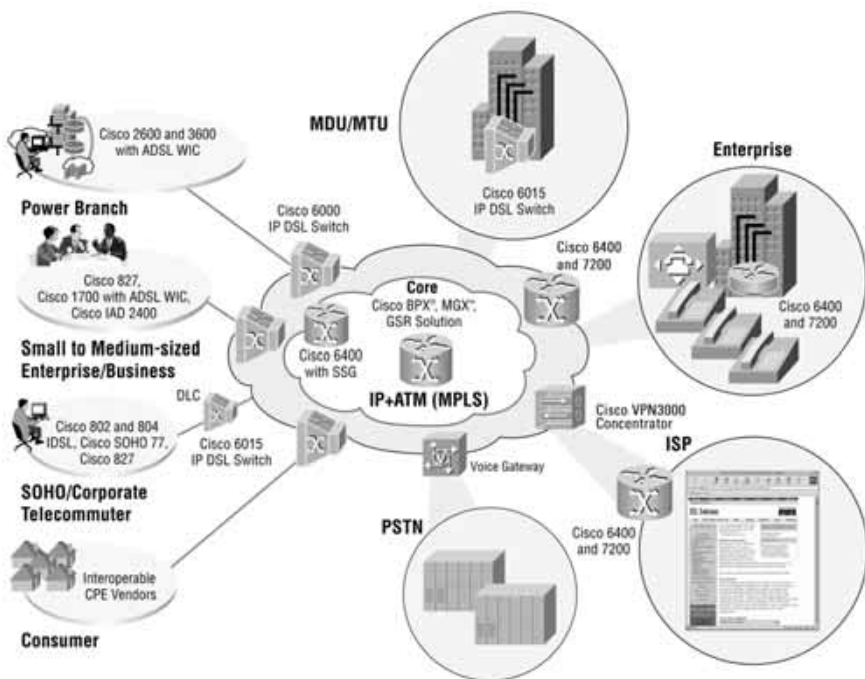 MDU/MTU
Cisco 6015
IP DSL Switch
Cisco 2600 and 3600
with ADSL WIC
Power Branch
Cisco 6000
IP DSL Switch
Enterprise
Cisco 6400
and 7200
Cisco 6400
and 7200
Cisco 827,
Cisco 1700 with ADSL WIC,
Cisco IAD 2400
Small to Medium-sized
Enterprise/Business
Core
Cisco BPX®, MGX®,
GSR Solution
Cisco 6400
with SSG
IP+ATM (MPLS)
DLC
Cisco 802 and 804
IDSL, Cisco SOHO 77,
Cisco 827
Cisco 6015
IP DSL Switch
SOHO/Corporate
Telecommuter
Cisco VPN3000
Concentrator
Voice Gateway
ISP
Cisco 6400
and 7200
PSTN
Interoperable
CPE Vendors
Consumer